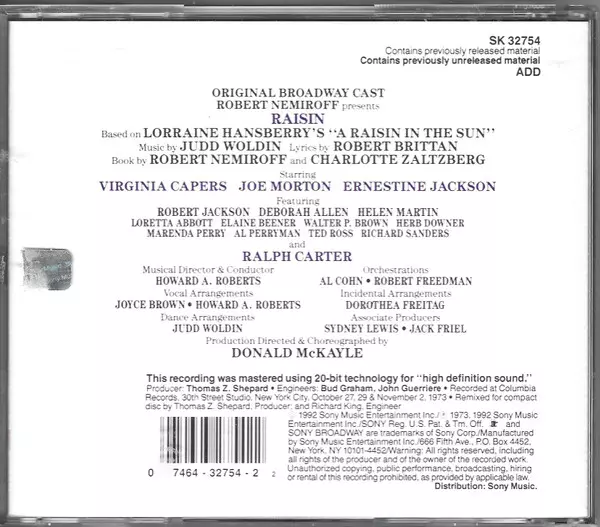 SK 32754
Contains previously released material
Contains previously unreleased material
ADD
ORIGINAL BROADWAY CAST
ROBERT NEMIROFF presents
RAISIN
Based on LORRAINE HANSBERRY'S "A RAISIN IN THE SUN"
Music by JUDD WOLDIN Lyrics by ROBERT BRITTAN
Book by ROBERT NEMIROFF and CHARLOTTE ZALTZBERG
Starring
VIRGINIA CAPERS JOE MORTON ERNESTINE JACKSON
Featuring
ROBERT JACKSON DEBORAH ALLEN HELEN MARTIN
LORETTA ABBOTT ELAINE BEENER WALTER P. BROWN HERB DOWNER
MARENDA PERRY AL PERRYMAN TED ROSS RICHARD SANDERS
and
RALPH CARTER
Musical Director & Conductor
HOWARD A. ROBERTS
Orchestrations
AL COHN • ROBERT FREEDMAN
Vocal Arrangements
JOYCE BROWN • HOWARD A. ROBERTS
Incidental Arrangements
DOROTHEA FREITAG
Dance Arrangements
JUDD WOLDIN
Associate Producers
SYDNEY LEWIS • JACK FRIEL
Production Directed & Choreographed by
DONALD McKAYLE
This recording was mastered using 20-bit technology for "high definition sound."
Producer: Thomas Z. Shepard • Engineers: Bud Graham, John Guerriere • Recorded at Columbia
Records, 30th Street Studio, New York City, October 27, 29 & November 2, 1973 • Remixed for compact
disc by Thomas Z. Shepard, Producer; and Richard King, Engineer
1992 Sony Music Entertainment Inc./ ℗ 1973, 1992 Sony Music
Entertainment Inc./SONY Reg. U.S. Pat. & Tm. Off. and
SONY BROADWAY are trademarks of Sony Corp./Manufactured
by Sony Music Entertainment Inc./666 Fifth Ave., P.O. Box 4452,
New York, NY 10101-4452/Warning: All rights reserved, including
all rights of the producer and of the owner of the recorded work.
Unauthorized copying, public performance, broadcasting, hiring
or rental of this recording prohibited, as provided by applicable law.
Distribution: Sony Music.
0 7464-32754-2 2